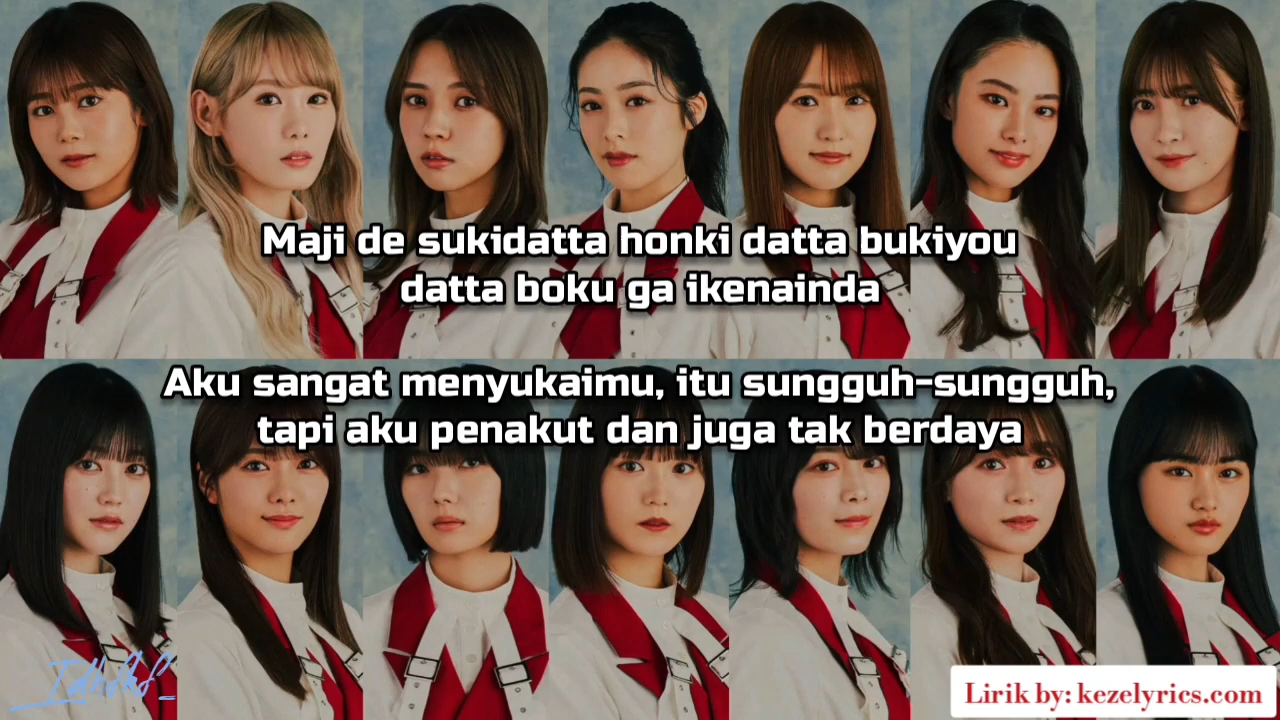 Maji de sukidatta honki datta bukiyou
datta boku ga ikenainda
Aku sangat menyukaimu, itu sungguh-sungguh,
tapi aku penakut dan juga tak berdaya
Lirik by: kezelyrics.com